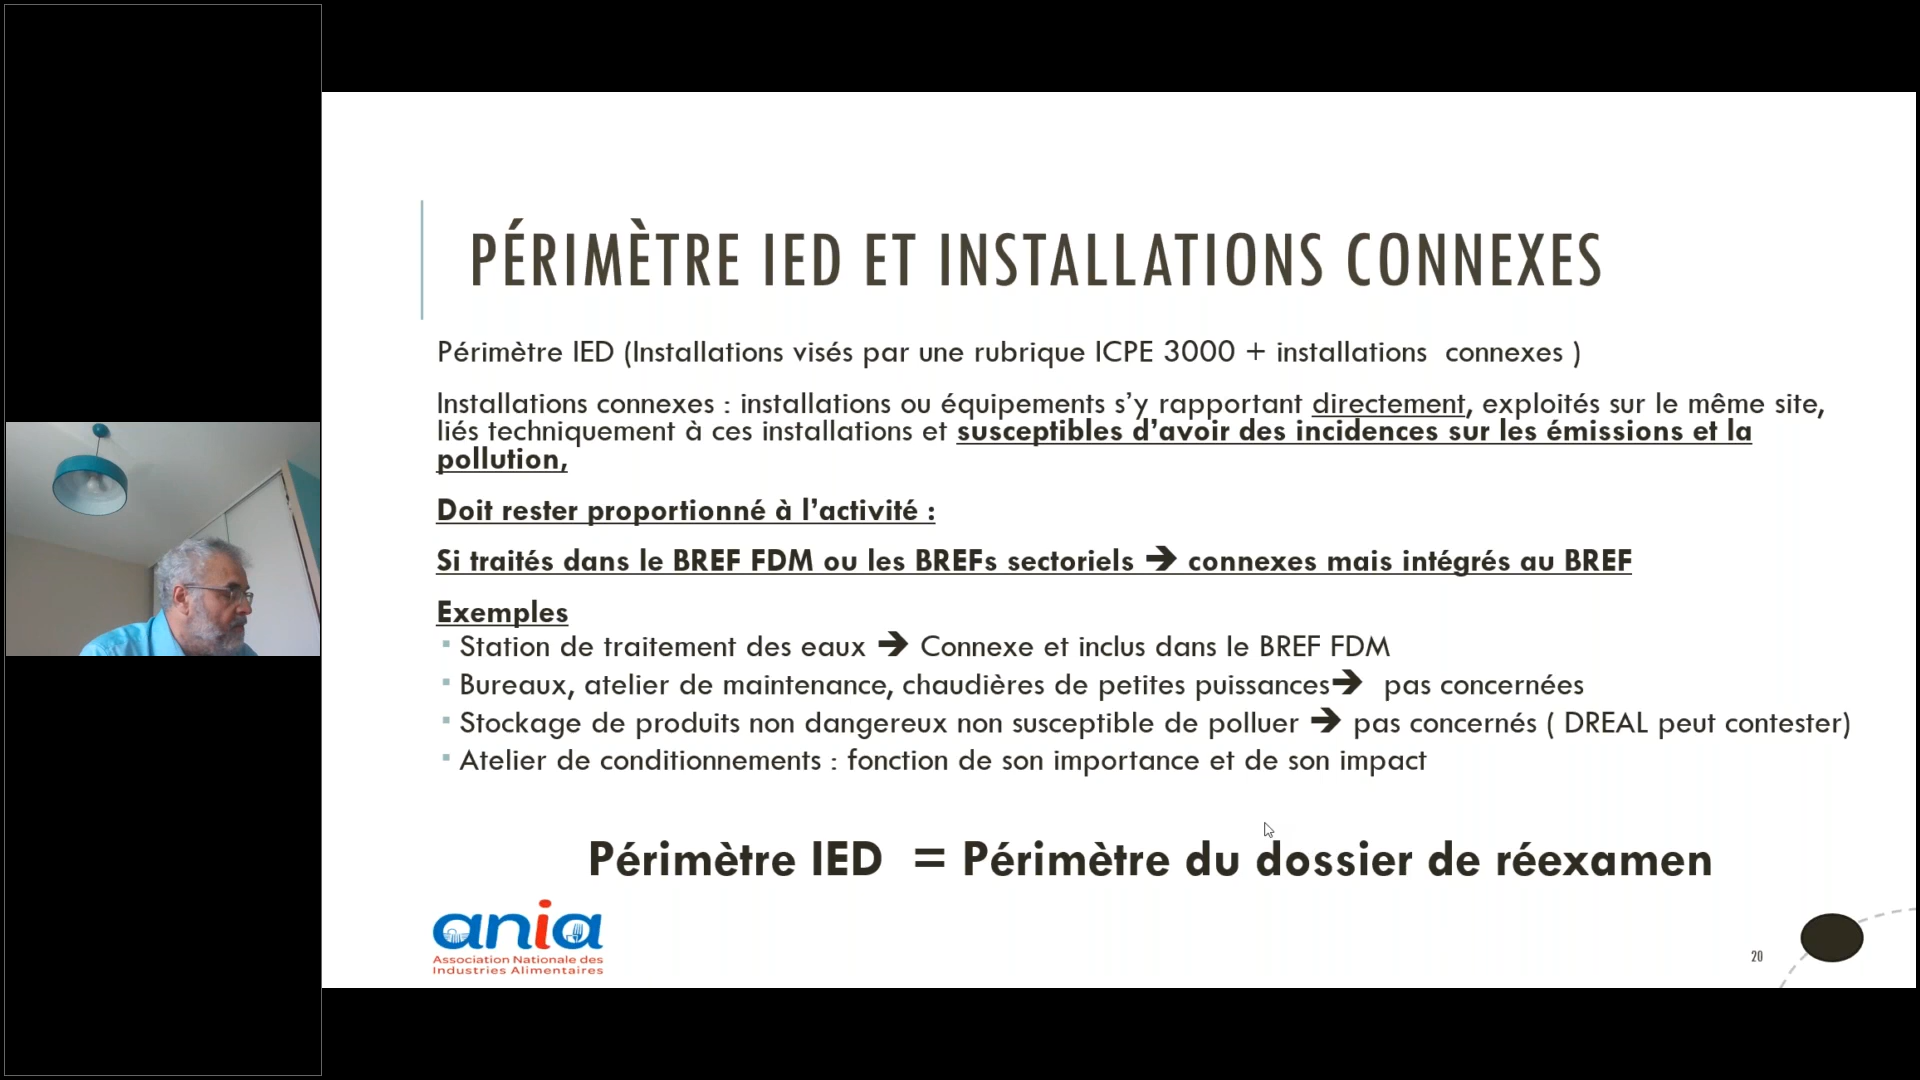 PÉRIMÈTRE IED ET INSTALLATIONS CONNEXES
Périmètre IED (Installations visés par une rubrique ICPE 3000 + installations  connexes )
Installations connexes : installations ou équipements s’y rapportant directement, exploités sur le même site,
liés techniquement à ces installations et susceptibles d’avoir des incidences sur les émissions et la
pollution,
Doit rester proportionné à l’activité :
Si traités dans le BREF FDM ou les BREFs sectoriels ➔ connexes mais intégrés au BREF
Exemples
▪ Station de traitement des eaux ➔ Connexe et inclus dans le BREF FDM
▪ Bureaux, atelier de maintenance, chaudières de petites puissances➔  pas concernées
▪ Stockage de produits non dangereux non susceptible de polluer ➔ pas concernés ( DREAL peut contester)
▪ Atelier de conditionnements : fonction de son importance et de son impact
Périmètre IED  = Périmètre du dossier de réexamen
ania
Association Nationale des
Industries Alimentaires
20